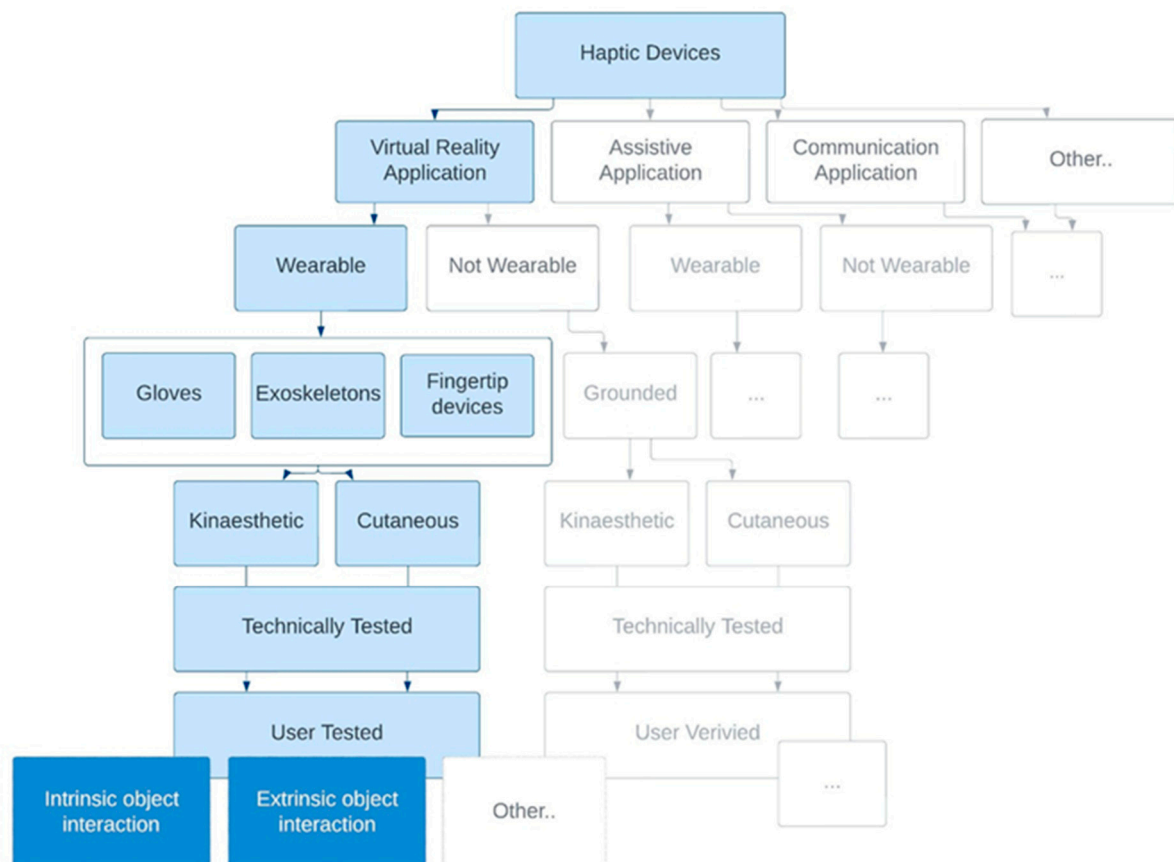 Haptic Devices
Virtual Reality
Application
Assistive
Application
Communication
Application
Other..
Wearable
Not Wearable
Wearable
Not Wearable
...
Gloves
Exoskeletons
Fingertip
devices
Grounded
...
...
Kinaesthetic
Cutaneous
Kinaesthetic
Cutaneous
Technically Tested
Technically Tested
User Tested
User Verivied
...
Intrinsic object
interaction
Extrinsic object
interaction
Other..